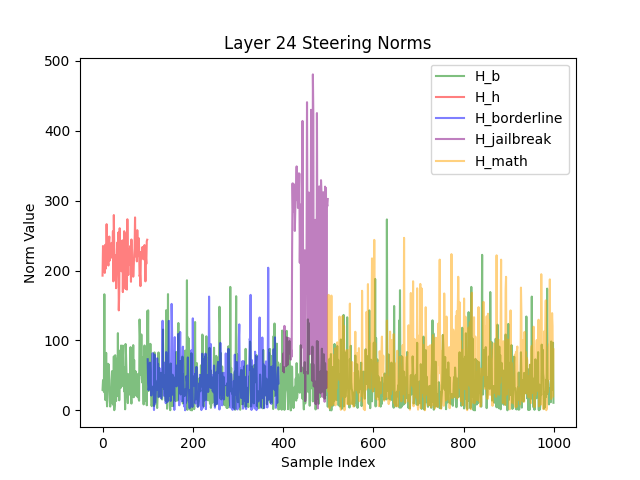 Layer 24 Steering Norms
500
400
300
200
100
0
Norm Value
0
200
400
600
800
1000
Sample Index
H_b
H_h
H_borderline
H_jailbreak
H_math